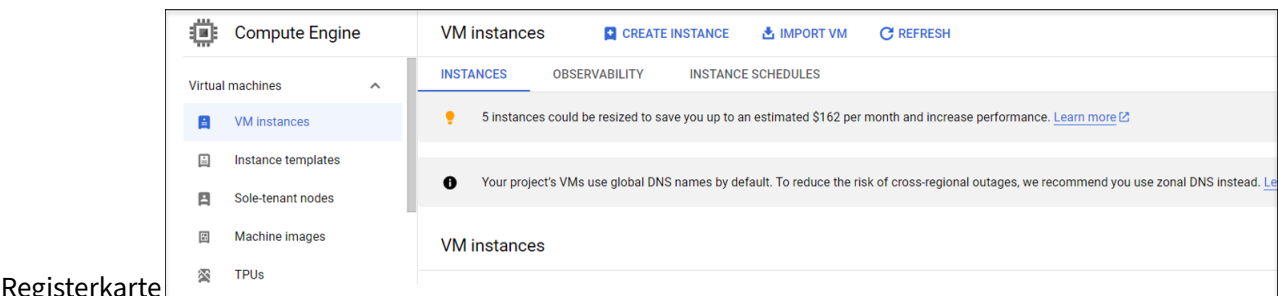 Compute Engine
VM instances
CREATE INSTANCE
IMPORT VM
REFRESH
Virtual machines
VM instances
Instance templates
Sole-tenant nodes
Machine images
TPUs
INSTANCES
OBSERVABILITY
INSTANCE SCHEDULES
5 instances could be resized to save you up to an estimated $162 per month and increase performance. Learn more
Your project's VMs use global DNS names by default. To reduce the risk of cross-regional outages, we recommend you use zonal DNS instead. Le
VM instances
Registerkarte